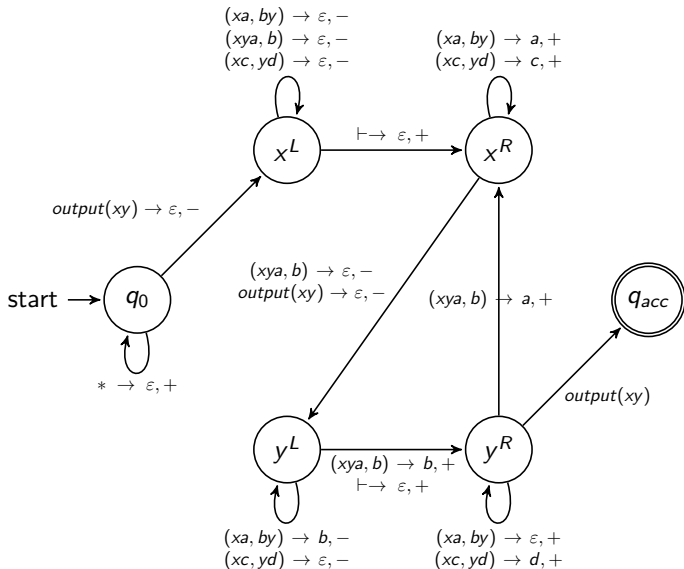 (xa, by) → ε, −
(xya, b) → ε, −
(xc, yd) → ε, −
(xa, by) → a, +
(xc, yd) → c, +
x^L
⊢→ ε, +
x^R
output(xy) → ε, −
(xya, b) → ε, −
output(xy) → ε, −
(xya, b) → a, +
start
q_0
q_acc
∗ → ε, +
output(xy)
y^L
(xya, b) → b, +
⊢→ ε, +
y^R
(xa, by) → b, −
(xc, yd) → ε, −
(xa, by) → ε, +
(xc, yd) → d, +